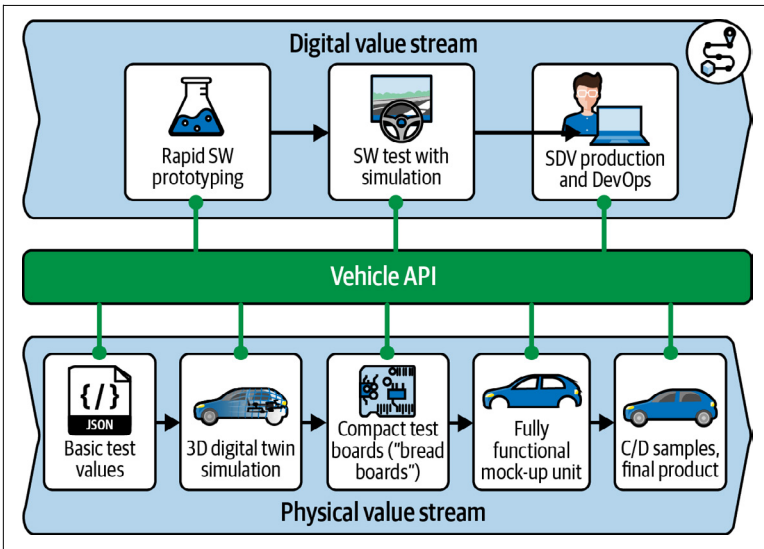 Digital value stream
Rapid SW
prototyping
SW test with
simulation
SDV production
and DevOps
Vehicle API
{/}
JSON
Basic test
values
3D digital twin
simulation
Compact test
boards ("bread
boards")
Fully
functional
mock-up unit
C/D samples,
final product
Physical value stream